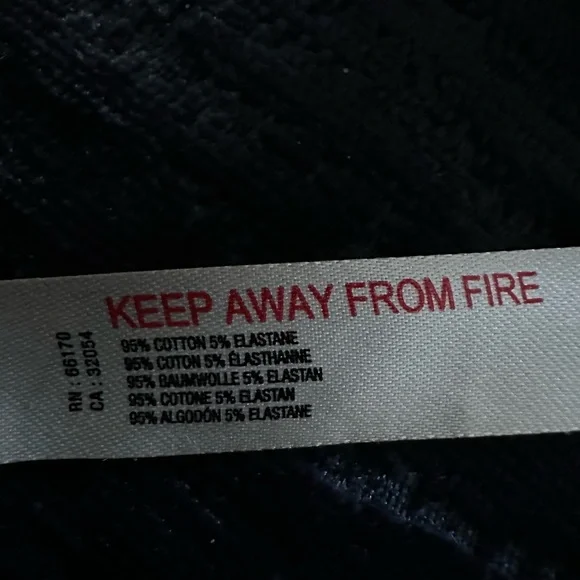 KEEP AWAY FROM FIRE
95% COTTON 5% ELASTANE
95% COTON 5% ÉLASTHANNE
95% BAUMWOLLE 5% ELASTAN
95% COTONE 5% ELASTAN
95% ALGODÓN 5% ELASTANE
RN : 66170
CA : 32054